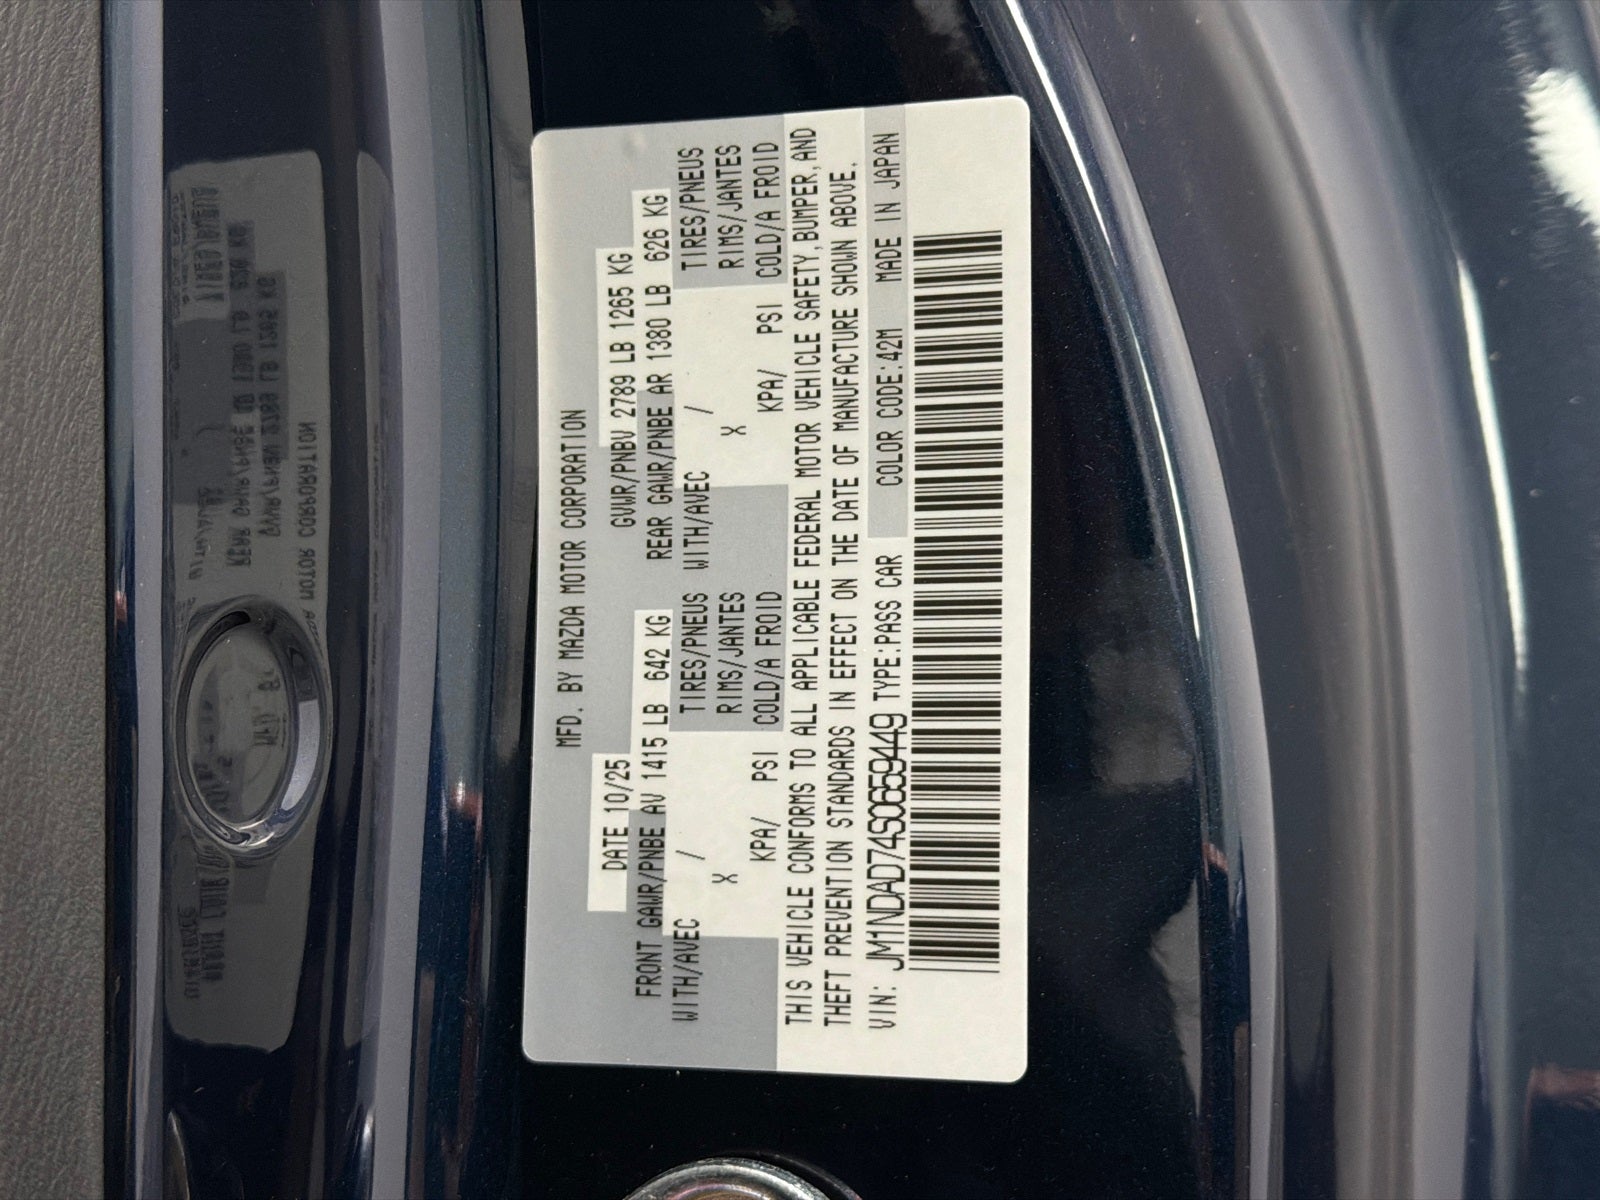 MFD. BY MAZDA MOTOR CORPORATION
DATE 10/25 GVWR/PNBV 2789 LB 1265 KG
FRONT GAWR/PNBE AV 1415 LB 642 KG REAR GAWR/PNBE AR 1380 LB 626 KG
WITH/AVEC / TIRES/PNEUS WITH/AVEC / TIRES/PNEUS
X RIMS/JANTES X RIMS/JANTES
KPA/ PSI COLD/A FROID KPA/ PSI COLD/A FROID
THIS VEHICLE CONFORMS TO ALL APPLICABLE FEDERAL MOTOR VEHICLE SAFETY,BUMPER,AND
THEFT PREVENTION STANDARDS IN EFFECT ON THE DATE OF MANUFACTURE SHOWN ABOVE.
VIN: JM1NDAD74S0659449 TYPE:PASS CAR COLOR CODE:42M MADE IN JAPAN